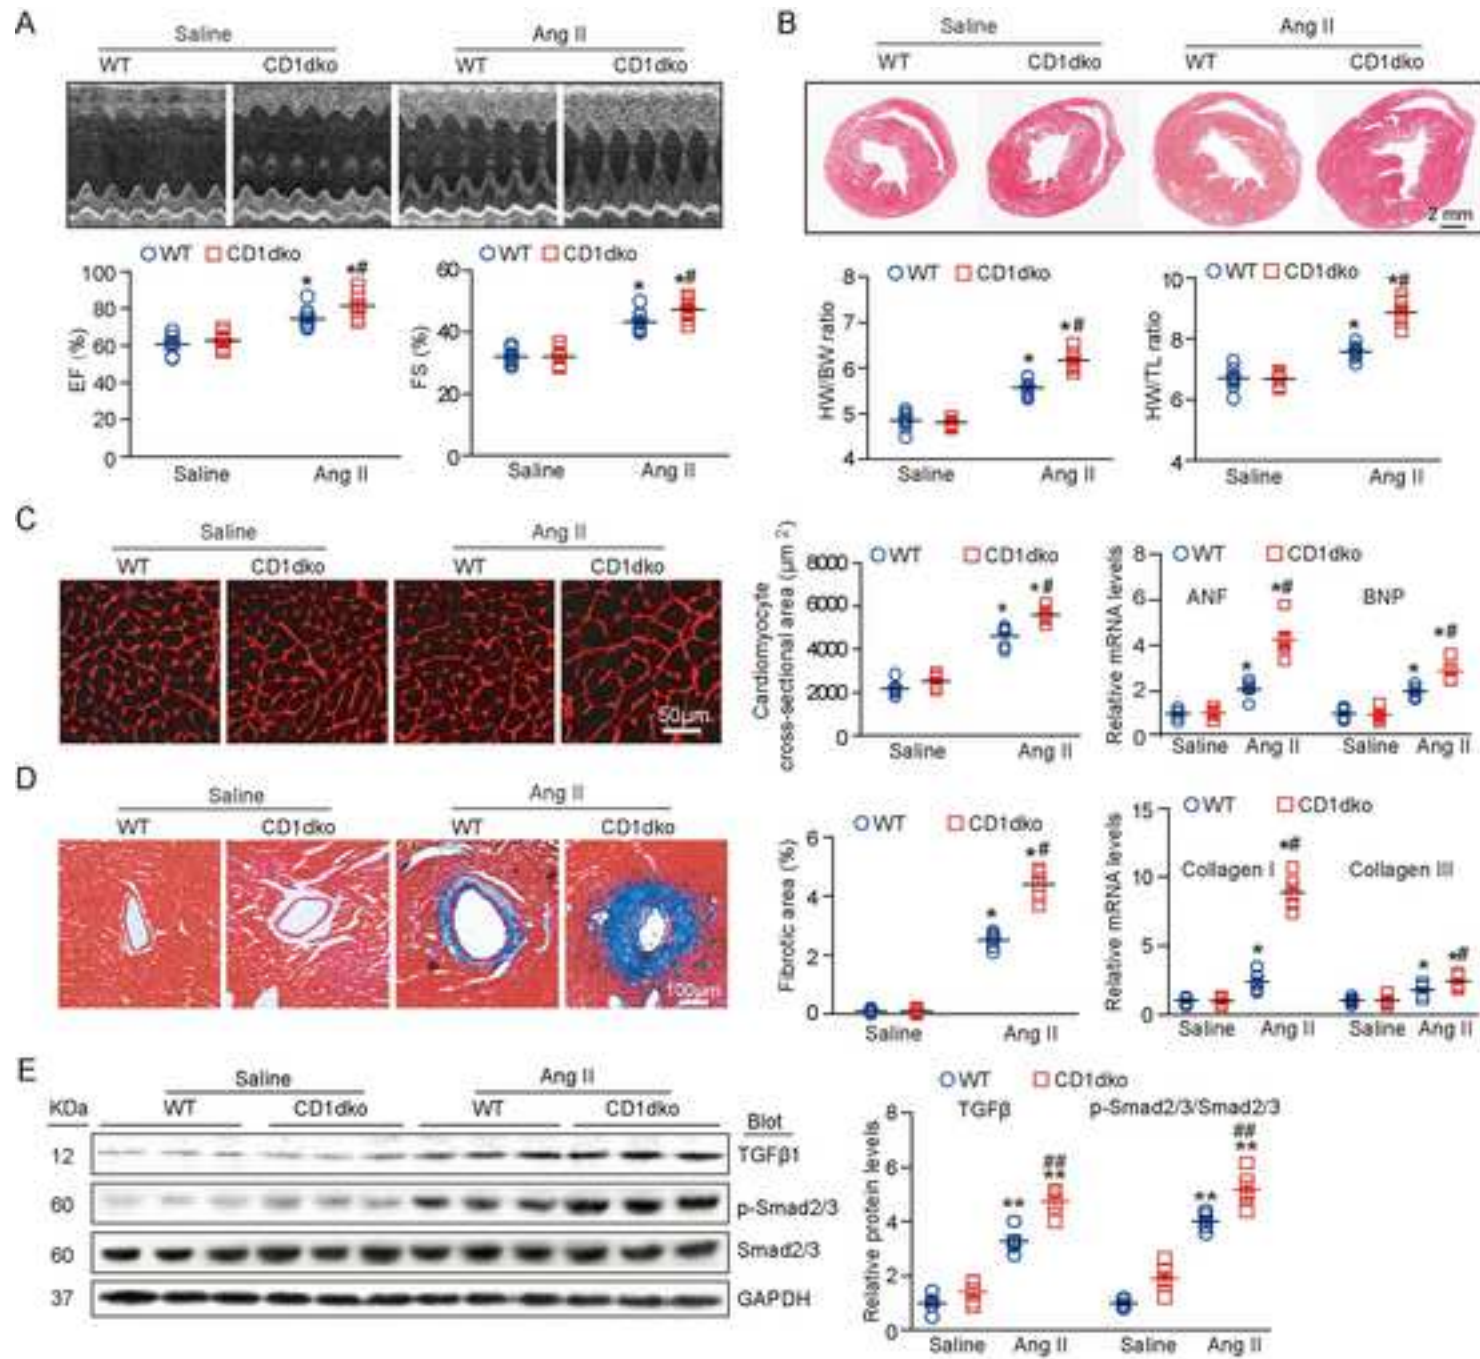 A
Saline
Ang II
WT
CD1dko
WT
CD1dko
WT
CD1dko
EF (%)
100
80
60
40
20
0
*
*#
Saline
Ang II
WT
CD1dko
FS (%)
60
40
20
0
*
*#
Saline
Ang II
B
Saline
Ang II
WT
CD1dko
WT
CD1dko
2 mm
WT
CD1dko
HW/BW ratio
8
7
6
5
4
*
*#
Saline
Ang II
WT
CD1dko
HW/TL ratio
10
8
6
4
*
*#
Saline
Ang II
C
Saline
Ang II
WT
CD1dko
WT
CD1dko
50μm
WT
CD1dko
Cardiomyocyte
cross-sectional area (μm ²)
8000
6000
4000
2000
0
*
*#
Saline
Ang II
WT
CD1dko
Relative mRNA levels
8
6
4
2
0
ANF
BNP
*
*#
*
*#
Saline
Ang II
Saline
Ang II
D
Saline
Ang II
WT
CD1dko
WT
CD1dko
100μm
WT
CD1dko
Fibrotic area (%)
6
4
2
0
*
*#
Saline
Ang II
WT
CD1dko
Relative mRNA levels
15
10
5
0
Collagen I
Collagen III
*
*#
*
*#
Saline
Ang II
Saline
Ang II
E
Saline
Ang II
KDa
WT
CD1dko
WT
CD1dko
Blot
12
TGFβ1
60
p-Smad2/3
60
Smad2/3
37
GAPDH
WT
CD1dko
TGFβ
p-Smad2/3/Smad2/3
Relative protein levels
8
6
4
2
0
**
##
**
**
##
**
Saline
Ang II
Saline
Ang II